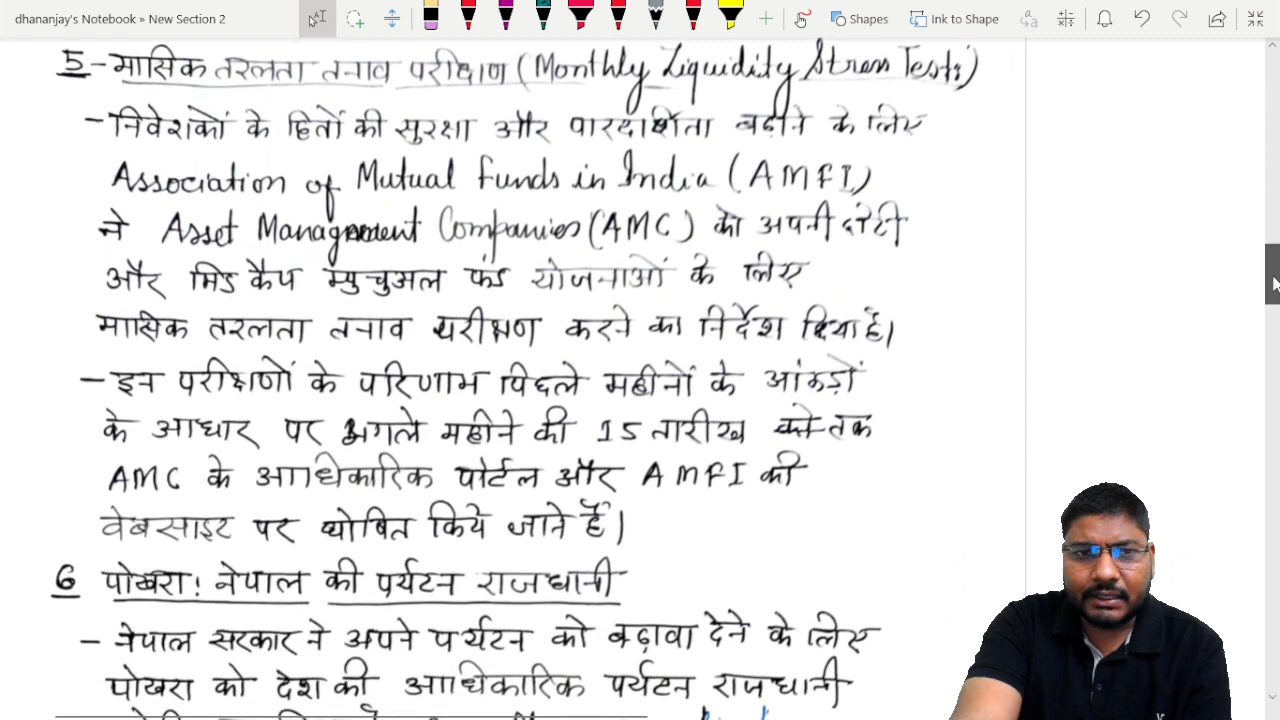 dhananjay's Notebook » New Section 2
Shapes
Ink to Shape
5 - मासिक तरलता तनाव परीक्षण (Monthly Liquidity Stress Tests)
- निवेशकों के हितों की सुरक्षा और पारदर्शिता बढ़ाने के लिए
Association of Mutual Funds in India (AMFI)
ने Asset Management Companies (AMC) को अपनी छोटी
और मिड कैप म्युचुअल फंड योजनाओं के लिए
मासिक तरलता तनाव परीक्षण करने का निर्देश दिया है।
- इन परीक्षणों के परिणाम पिछले महीनों के आंकड़ों
के आधार पर अगले महीने की 15 तारीख तक
AMC के आधिकारिक पोर्टल और AMFI की
वेबसाइट पर घोषित किये जाते हैं।
6 पोखरा: नेपाल की पर्यटन राजधानी
- नेपाल सरकार ने अपने पर्यटन को बढ़ावा देने के लिए
पोखरा को देश की आधिकारिक पर्यटन राजधानी